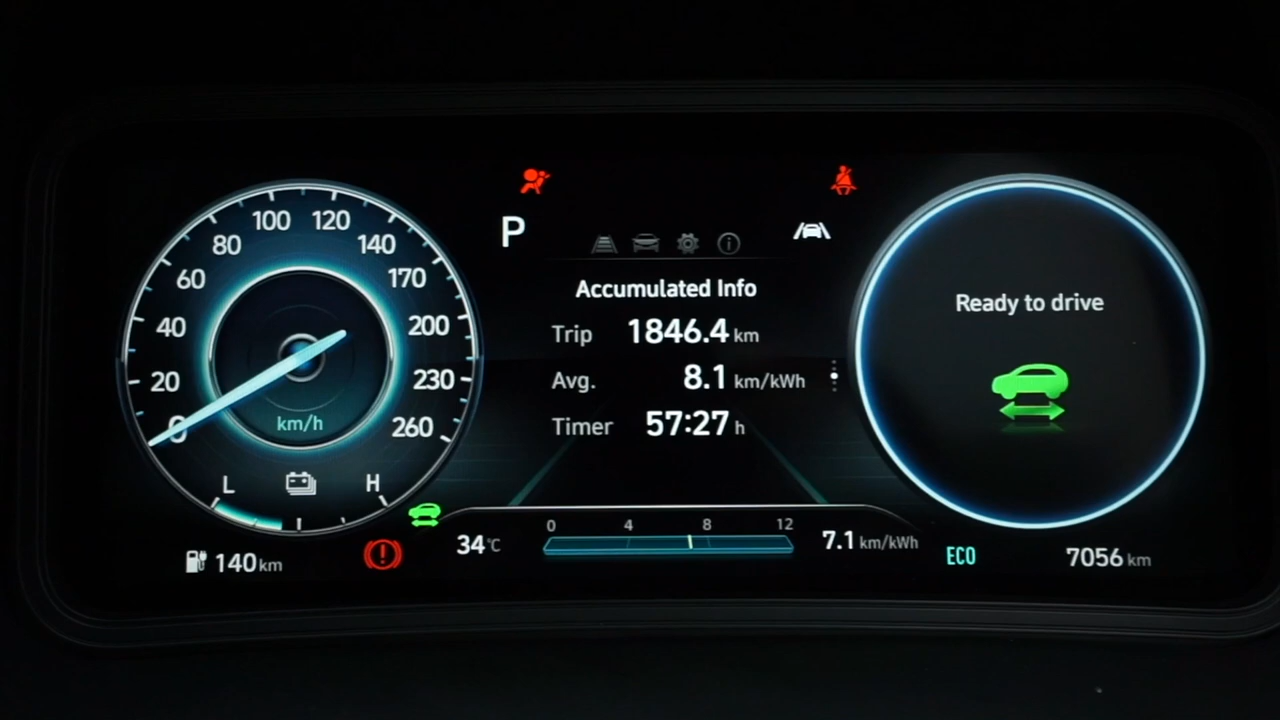 0
20
40
60
80
100
120
140
170
200
230
260
km/h
L H
140 km
P
Accumulated Info
Trip 1846.4 km
Avg. 8.1 km/kWh
Timer 57:27 h
0 4 8 12
34°C
7.1 km/kWh
Ready to drive
ECO
7056 km